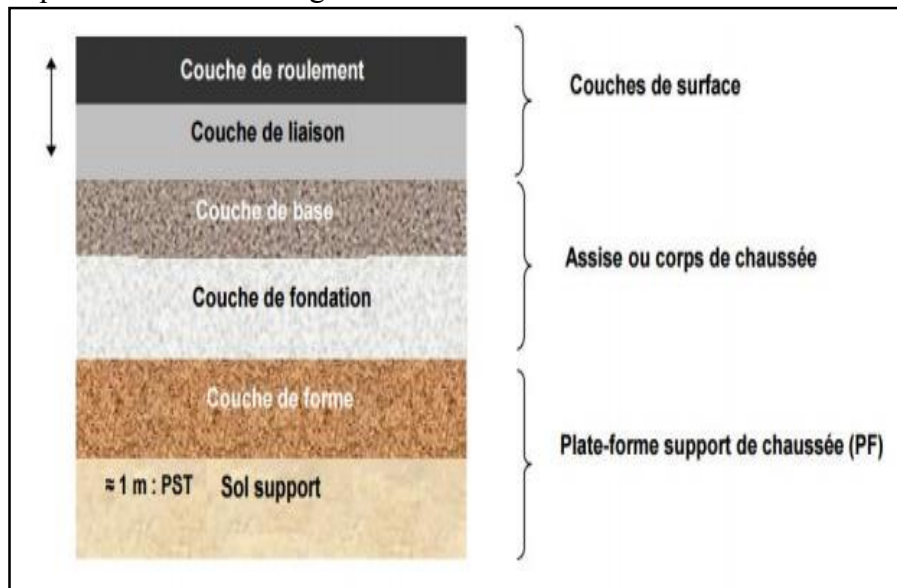 Couche de roulement
Couche de liaison
Couches de surface
Couche de base
Couche de fondation
Assise ou corps de chaussée
Couche de forme
≈ 1 m : PST Sol support
Plate-forme support de chaussée (PF)